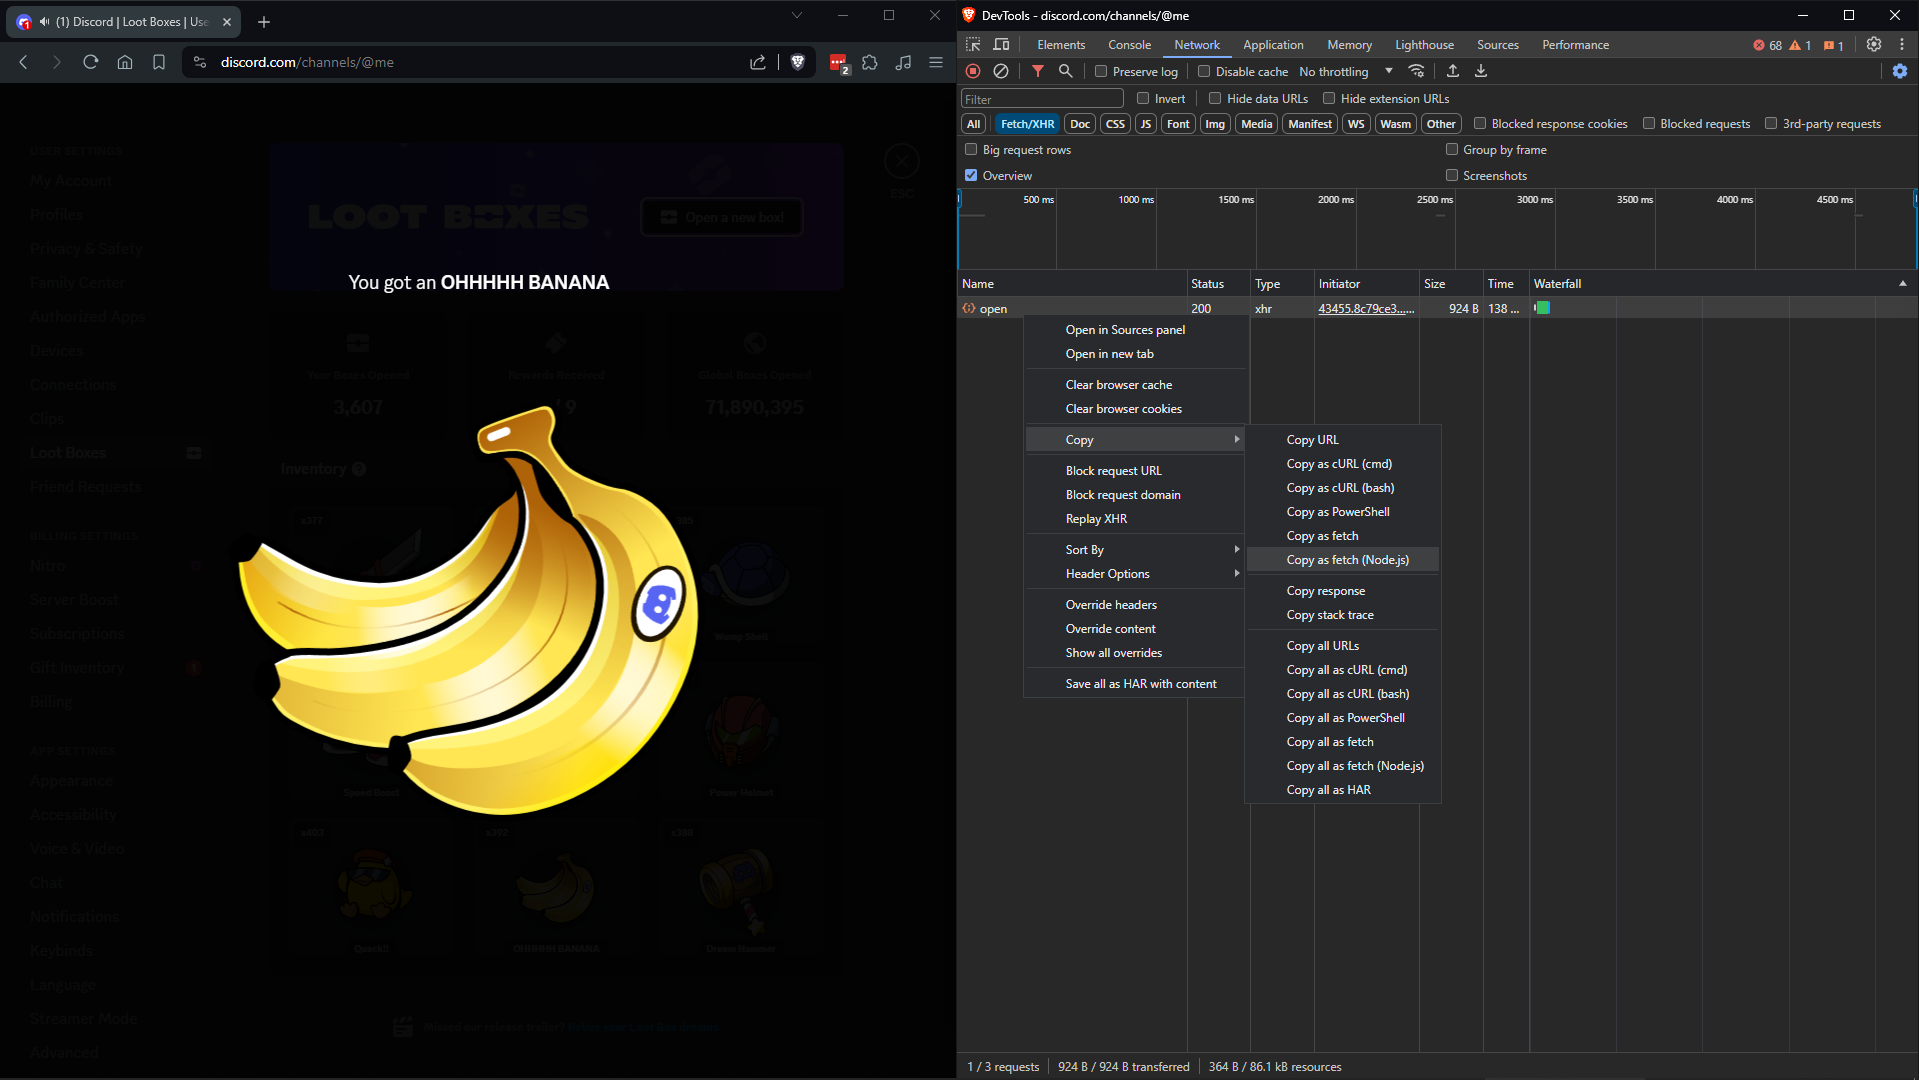 (1) Discord | Loot Boxes | Use
discord.com/channels/@me
2
USER SETTINGS
My Account
Profiles
Privacy & Safety
Family Center
Authorized Apps
Devices
Connections
Clips
Loot Boxes
Friend Requests
BILLING SETTINGS
Nitro
Server Boost
Subscriptions
Gift Inventory
1
Billing
APP SETTINGS
Appearance
Accessibility
Voice & Video
Chat
Notifications
Keybinds
Language
Streamer Mode
Advanced
LOOT BOXES
Open a new box!
ESC
You got an OHHHHH BANANA
Your Boxes Opened
3,607
Rewards Received
/ 9
Global Boxes Opened
71,890,395
Inventory
x377
Wump Shell
Speed Boost
Power Helmet
x403
Quack!!
x397
OHHHHH BANANA
x386
Dream Hammer
DevTools - discord.com/channels/@me
Elements Console Network Application Memory Lighthouse Sources Performance 68 1 1
Preserve log Disable cache No throttling
Filter Invert Hide data URLs Hide extension URLs
All Fetch/XHR Doc CSS JS Font Img Media Manifest WS Wasm Other Blocked response cookies Blocked requests 3rd-party requests
Big request rows Group by frame
Overview Screenshots
500 ms 1000 ms 1500 ms 2000 ms 2500 ms 3000 ms 3500 ms 4000 ms 4500 ms
Name Status Type Initiator Size Time Waterfall
open 200 xhr 43455.8c79ce3...... 924 B 138 ...
Open in Sources panel
Open in new tab
Clear browser cache
Clear browser cookies
Copy
Block request URL
Block request domain
Replay XHR
Sort By
Header Options
Override headers
Override content
Show all overrides
Save all as HAR with content
Copy URL
Copy as cURL (cmd)
Copy as cURL (bash)
Copy as PowerShell
Copy as fetch
Copy as fetch (Node.js)
Copy response
Copy stack trace
Copy all URLs
Copy all as cURL (cmd)
Copy all as cURL (bash)
Copy all as PowerShell
Copy all as fetch
Copy all as fetch (Node.js)
Copy all as HAR
1 / 3 requests 924 B / 924 B transferred 364 B / 86.1 kB resources